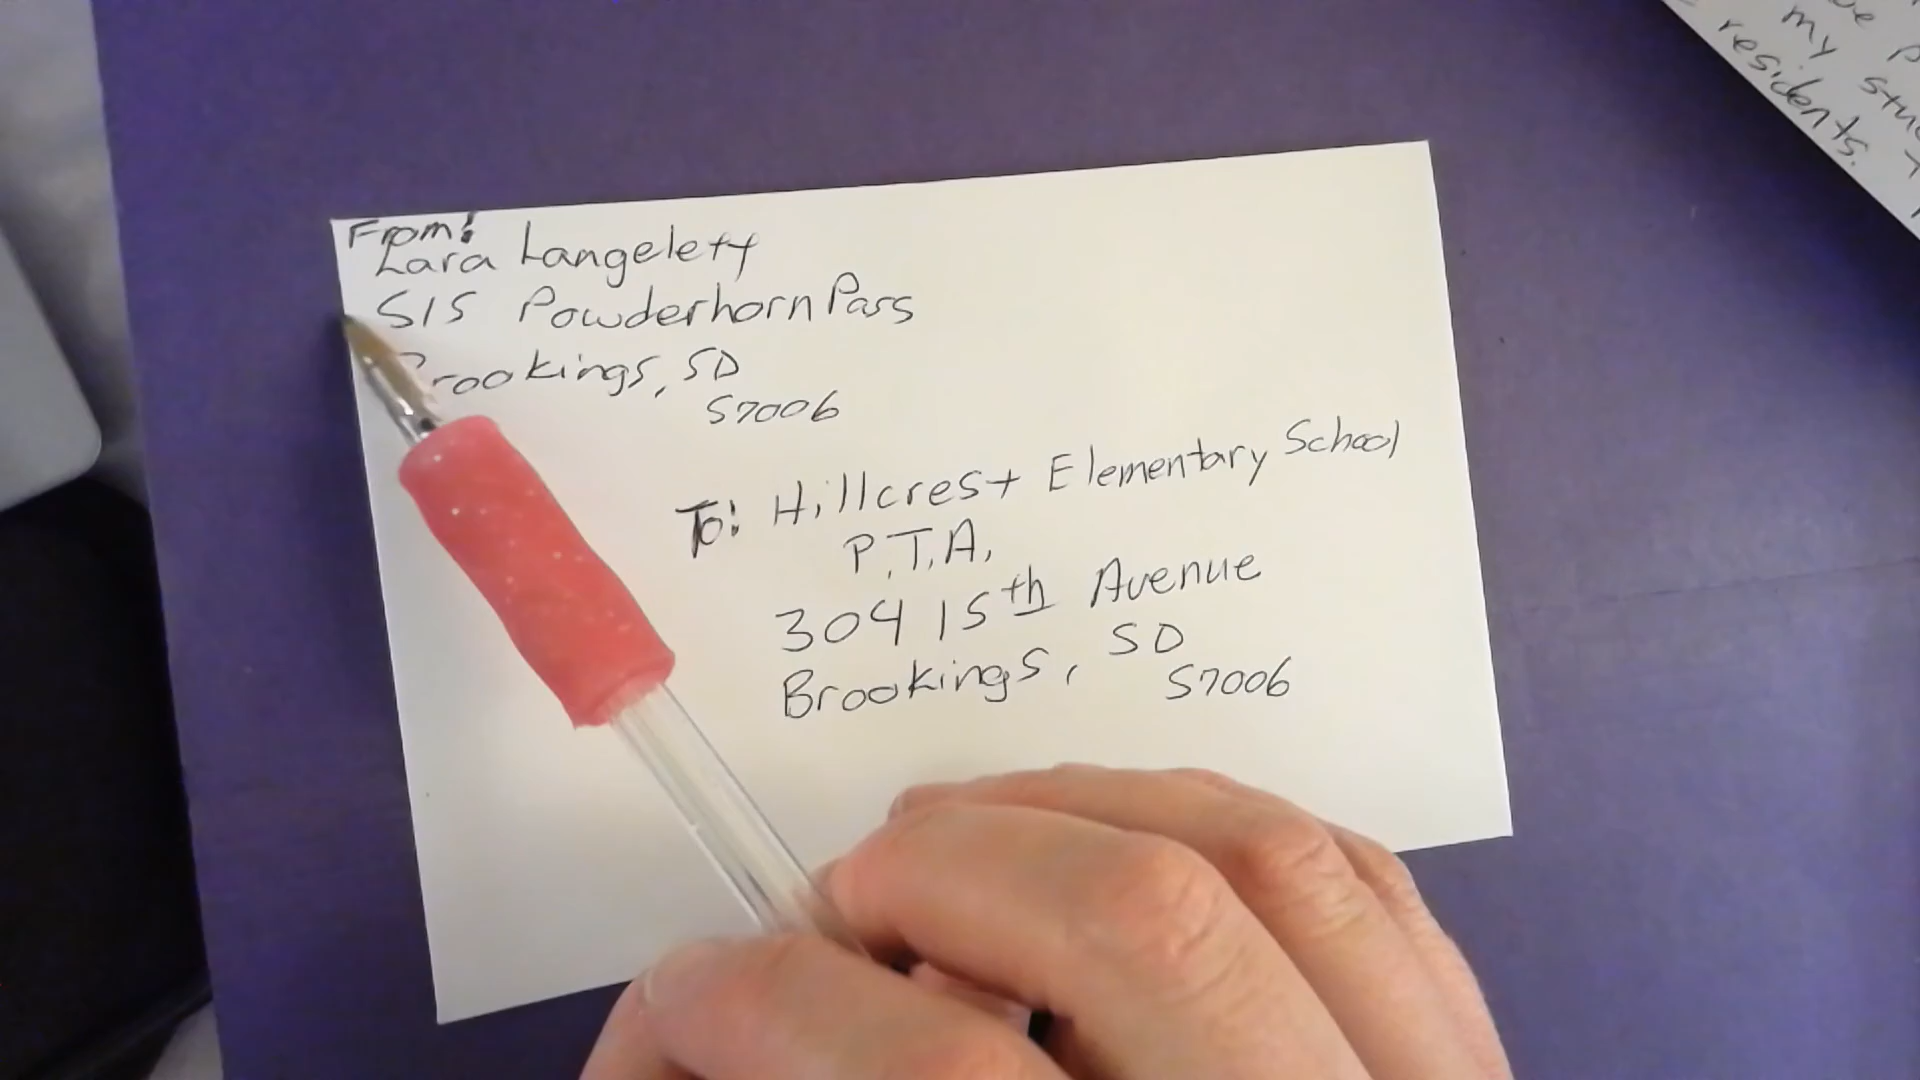 From:
Lara Langelett
515 Powderhorn Pass
Brookings, SD
57006
To: Hillcrest Elementary School
P.T.A.
304 15th Avenue
Brookings, SD
57006
my
residents.